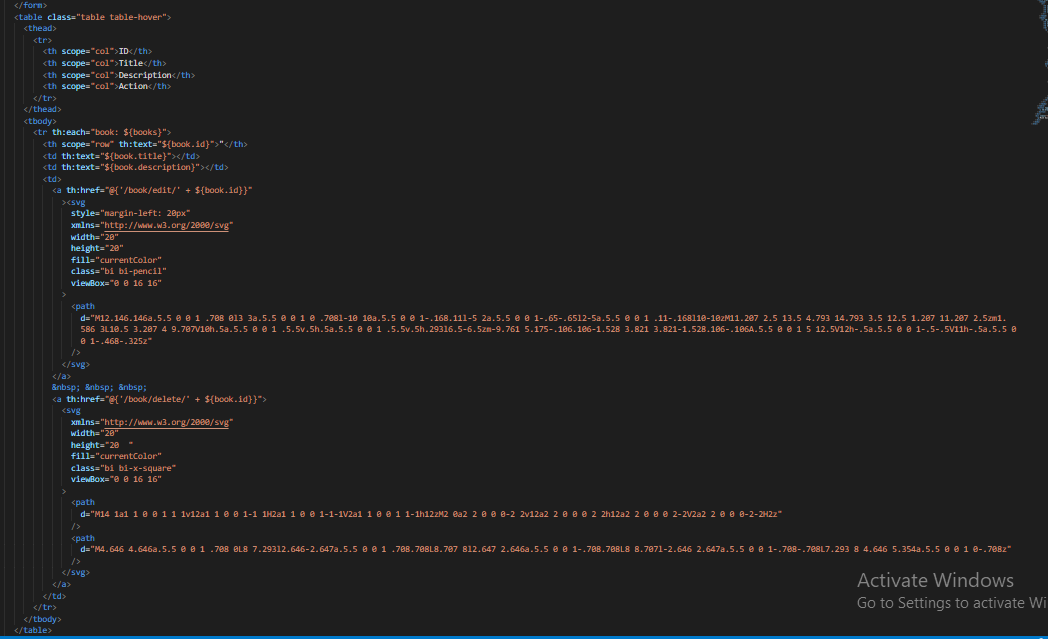 </form>
<table class="table table-hover">
<thead>
<tr>
<th scope="col">ID</th>
<th scope="col">Title</th>
<th scope="col">Description</th>
<th scope="col">Action</th>
</tr>
</thead>
<tbody>
<tr th:each="book: ${books}">
<th scope="row" th:text="${book.id}">"</th>
<td th:text="${book.title}"></td>
<td th:text="${book.description}"></td>
<td>
<a th:href="@{'/book/edit/' + ${book.id}}"
><svg
style="margin-left: 20px"
xmlns="http://www.w3.org/2000/svg"
width="20"
height="20"
fill="currentColor"
class="bi bi-pencil"
viewBox="0 0 16 16"
>
<path
d="M12.146.146a.5.5 0 0 1 .708 0l3 3a.5.5 0 0 1 0 .708l-10 10a.5.5 0 0 1-.168.11l-5 2a.5.5 0 0 1-.65-.65l2-5a.5.5 0 0 1 .11-.168l10-10zM11.207 2.5 13.5 4.793 14.793 3.5 12.5 1.207 11.207 2.5zm1.
586 3L10.5 3.207 4 9.707V10h.5a.5.5 0 0 1 .5.5v.5h.5a.5.5 0 0 1 .5.5v.5h.293l6.5-6.5zm-9.761 5.175-.106.106-1.528 3.821 3.821-1.528.106-.106A.5.5 0 0 1 5 12.5V12h-.5a.5.5 0 0 1-.5-.5V11h-.5a.5.5 0
0 1-.468-.325z"
/>
</svg>
</a>
&nbsp; &nbsp; &nbsp;
<a th:href="@{'/book/delete/' + ${book.id}}">
<svg
xmlns="http://www.w3.org/2000/svg"
width="20"
height="20  "
fill="currentColor"
class="bi bi-x-square"
viewBox="0 0 16 16"
>
<path
d="M14 1a1 1 0 0 1 1 1v12a1 1 0 0 1-1 1H2a1 1 0 0 1-1-1V2a1 1 0 0 1 1-1h12zM2 0a2 2 0 0 0-2 2v12a2 2 0 0 0 2 2h12a2 2 0 0 0 2-2V2a2 2 0 0 0-2-2H2z"
/>
<path
d="M4.646 4.646a.5.5 0 0 1 .708 0L8 7.293l2.646-2.647a.5.5 0 0 1 .708.708L8.707 8l2.647 2.646a.5.5 0 0 1-.708.708L8 8.707l-2.646 2.647a.5.5 0 0 1-.708-.708L7.293 8 4.646 5.354a.5.5 0 0 1 0-.708z"
/>
</svg>
</a>
</td>
</tr>
</tbody>
</table>
Activate Windows
Go to Settings to activate Wi